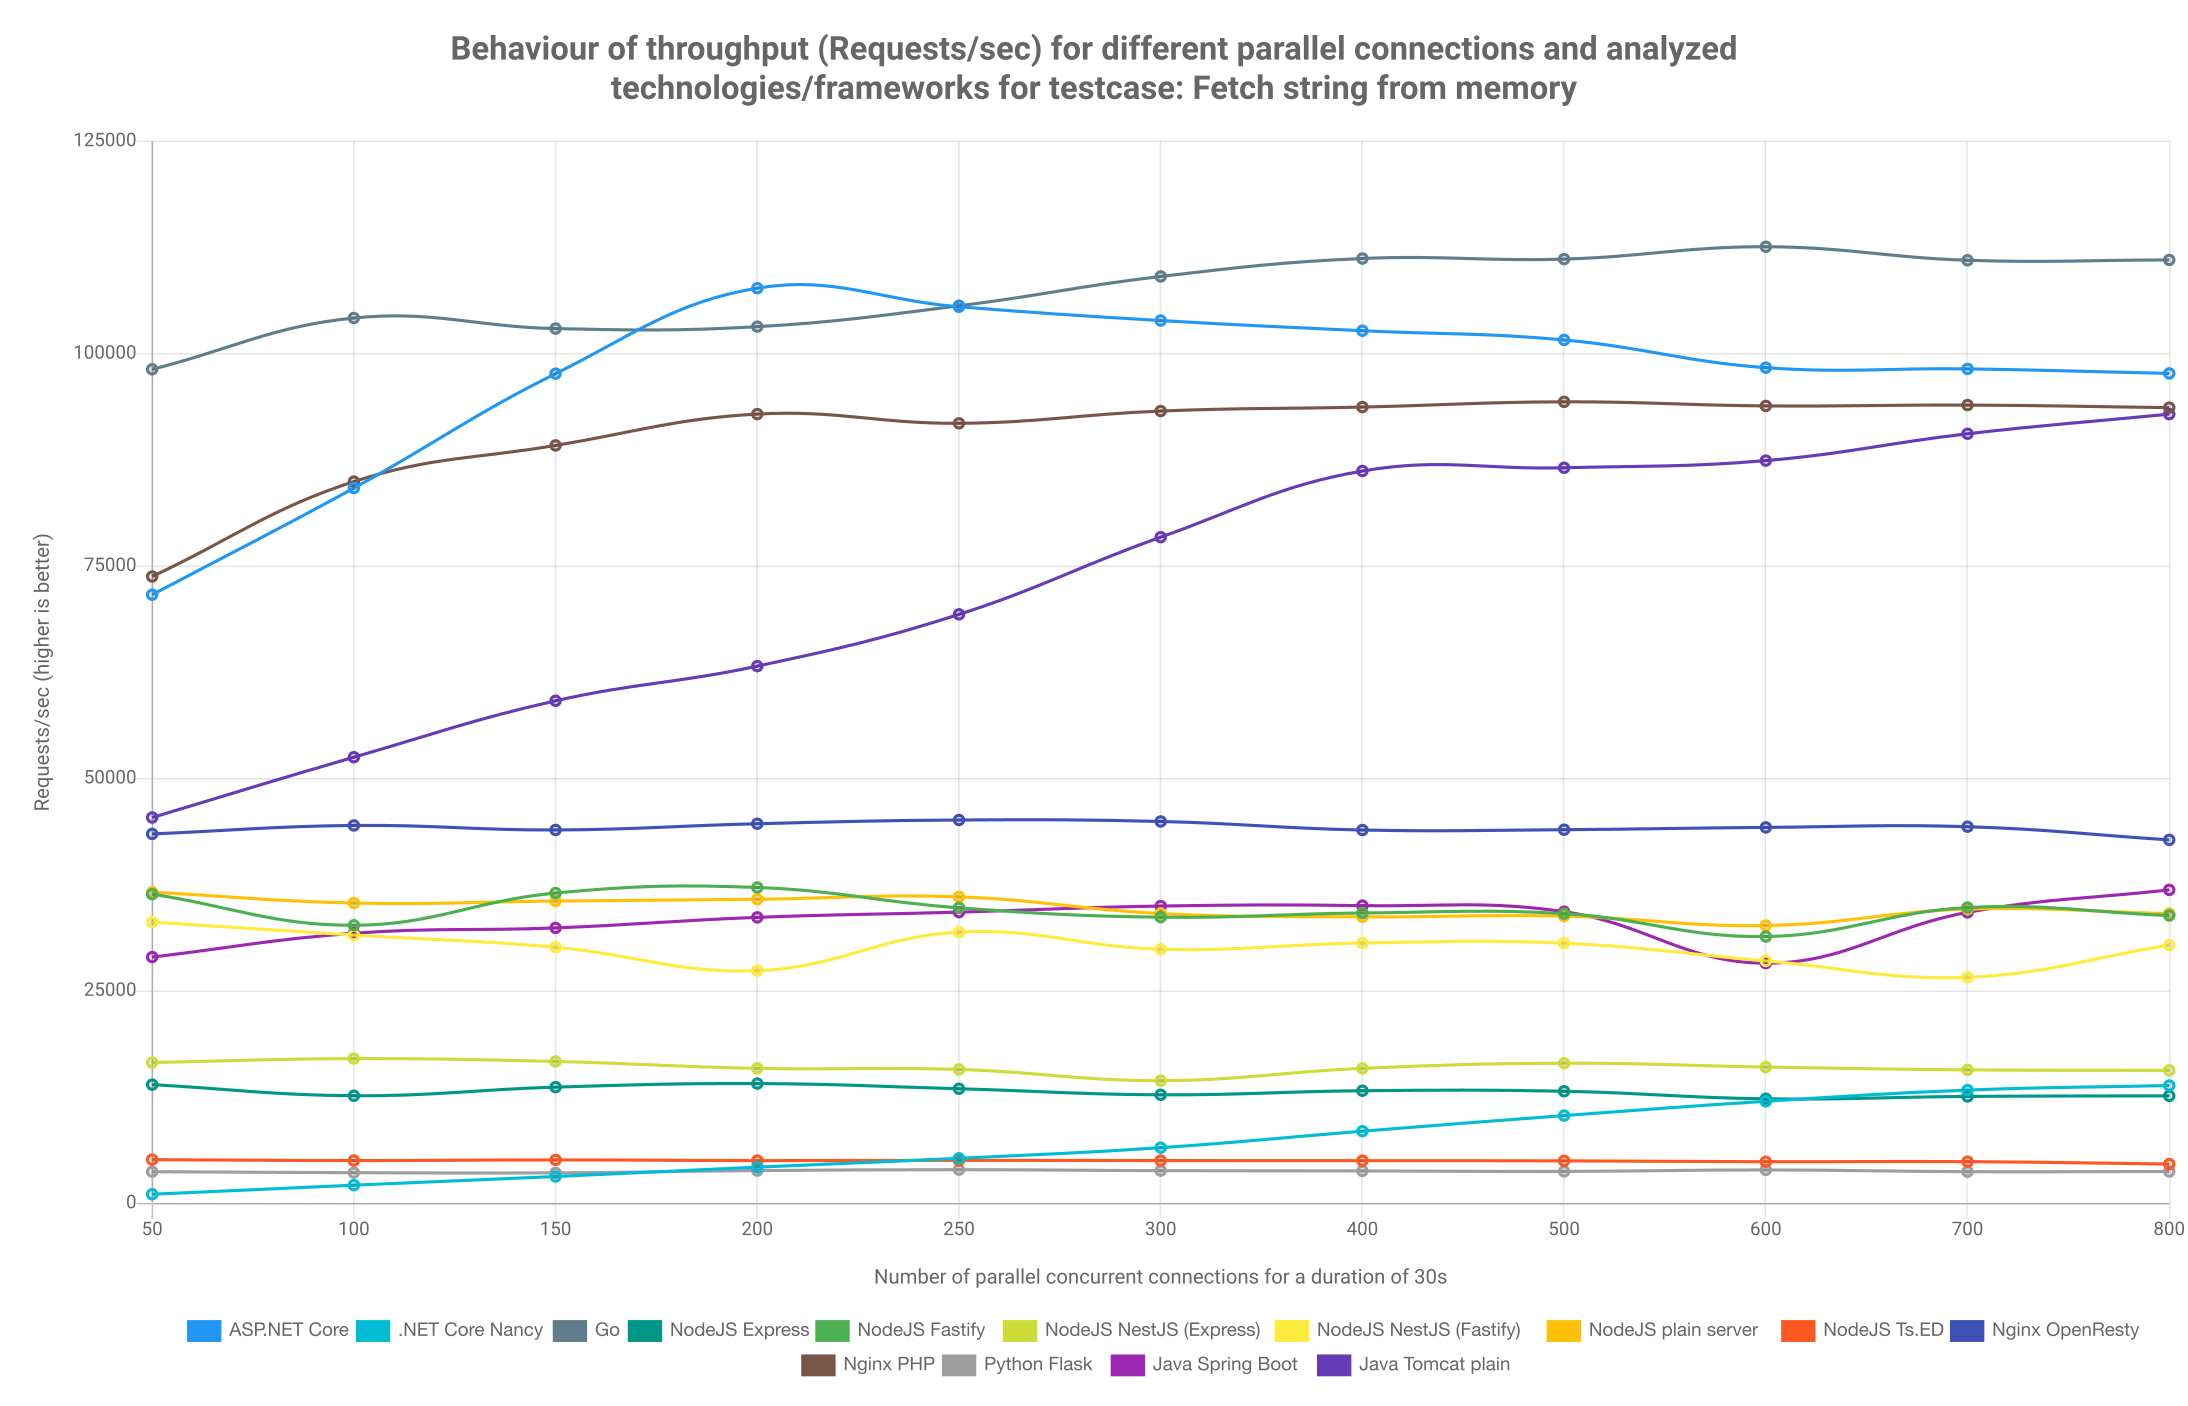 Behaviour of throughput (Requests/sec) for different parallel connections and analyzed
technologies/frameworks for testcase: Fetch string from memory
125000
100000
75000
50000
25000
0
Requests/sec (higher is better)
50 100 150 200 250 300 400 500 600 700 800
Number of parallel concurrent connections for a duration of 30s
ASP.NET Core .NET Core Nancy Go NodeJS Express NodeJS Fastify NodeJS NestJS (Express) NodeJS NestJS (Fastify) NodeJS plain server NodeJS Ts.ED Nginx OpenResty
Nginx PHP Python Flask Java Spring Boot Java Tomcat plain